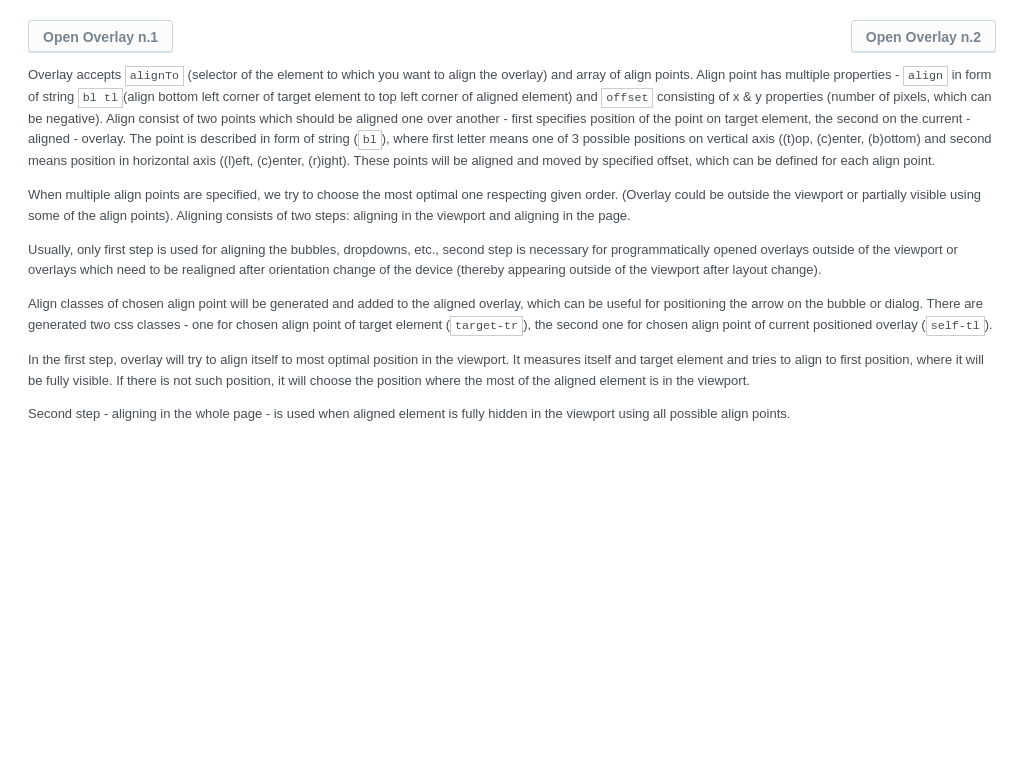 Open Overlay n.1
Open Overlay n.2
Overlay accepts alignTo (selector of the element to which you want to align the overlay) and array of align points. Align point has multiple properties - align in form
of string bl tl (align bottom left corner of target element to top left corner of aligned element) and offset consisting of x & y properties (number of pixels, which can
be negative). Align consist of two points which should be aligned one over another - first specifies position of the point on target element, the second on the current -
aligned - overlay. The point is described in form of string ( bl ), where first letter means one of 3 possible positions on vertical axis ((t)op, (c)enter, (b)ottom) and second
means position in horizontal axis ((l)eft, (c)enter, (r)ight). These points will be aligned and moved by specified offset, which can be defined for each align point.
When multiple align points are specified, we try to choose the most optimal one respecting given order. (Overlay could be outside the viewport or partially visible using
some of the align points). Aligning consists of two steps: aligning in the viewport and aligning in the page.
Usually, only first step is used for aligning the bubbles, dropdowns, etc., second step is necessary for programmatically opened overlays outside of the viewport or
overlays which need to be realigned after orientation change of the device (thereby appearing outside of the viewport after layout change).
Align classes of chosen align point will be generated and added to the aligned overlay, which can be useful for positioning the arrow on the bubble or dialog. There are
generated two css classes - one for chosen align point of target element ( target-tr ), the second one for chosen align point of current positioned overlay ( self-tl ).
In the first step, overlay will try to align itself to most optimal position in the viewport. It measures itself and target element and tries to align to first position, where it will
be fully visible. If there is not such position, it will choose the position where the most of the aligned element is in the viewport.
Second step - aligning in the whole page - is used when aligned element is fully hidden in the viewport using all possible align points.